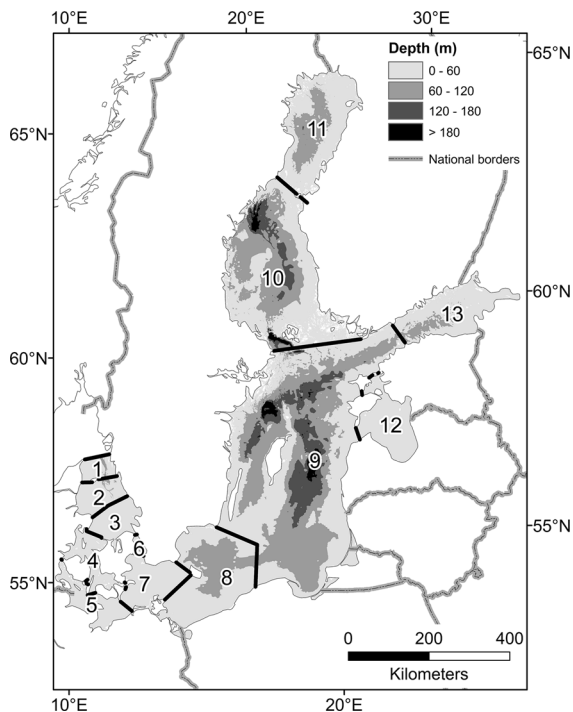 10°E 20°E 30°E
65°N
Depth (m)
0 - 60
60 - 120
120 - 180
> 180
National borders
65°N
11
10
60°N
13
60°N
12
9
1
2
3
6
55°N
4
55°N
7
8
5
0 200 400
Kilometers
10°E 20°E